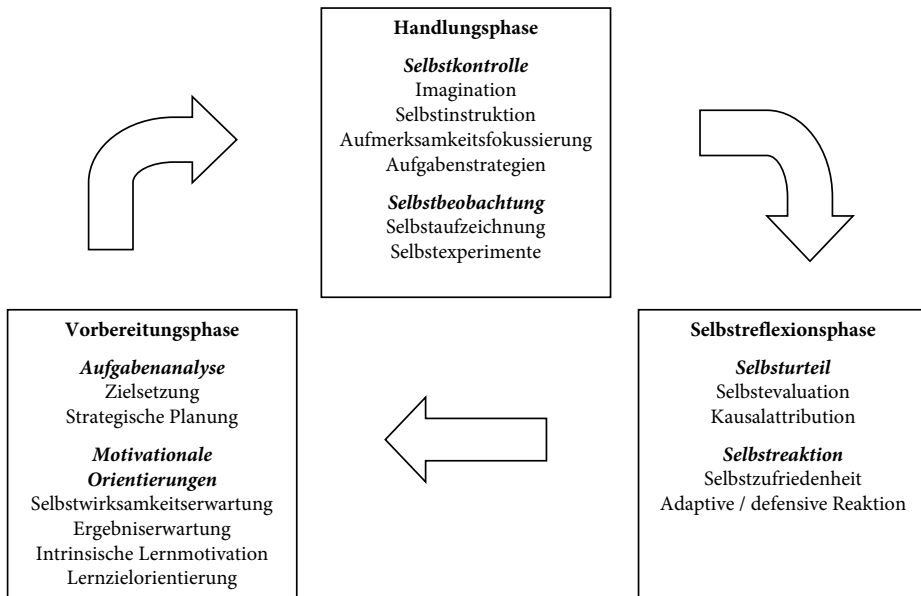 Handlungsphase
Selbstkontrolle
Imagination
Selbstinstruktion
Aufmerksamkeitsfokussierung
Aufgabenstrategien
Selbstbeobachtung
Selbstaufzeichnung
Selbstexperimente
Vorbereitungsphase
Aufgabenanalyse
Zielsetzung
Strategische Planung
Motivationale
Orientierungen
Selbstwirksamkeitserwartung
Ergebniserwartung
Intrinsische Lernmotivation
Lernzielorientierung
Selbstreflexionsphase
Selbsturteil
Selbstevaluation
Kausalattribution
Selbstreaktion
Selbstzufriedenheit
Adaptive / defensive Reaktion